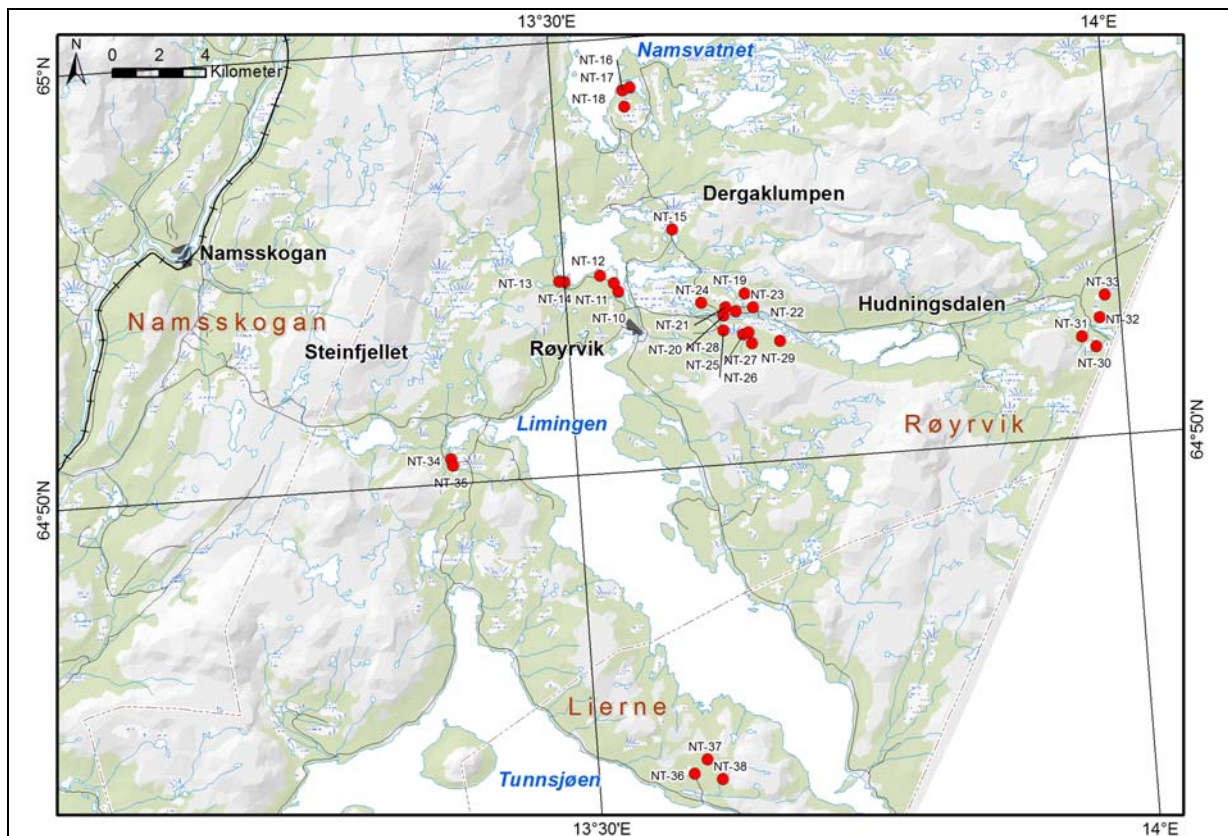 13°30'E
14°E
N
0 2 4
Kilometer
65°N
Namsvatnet
NT-16
NT-17
NT-18
Dergaklumpen
NT-15
Namsskogan
NT-12
NT-13
NT-14
NT-11
NT-10
NT-19
NT-24
NT-23
NT-22
NT-21
NT-20
NT-28
NT-25
NT-27
NT-26
NT-29
Hudningsdalen
NT-33
NT-32
NT-31
NT-30
Namsskogan
Steinfjellet
Røyrvik
Limingen
Røyrvik
NT-34
NT-35
64°50'N
64°50'N
Lierne
Tunnsjøen
NT-37
NT-36
NT-38
13°30'E
14°E